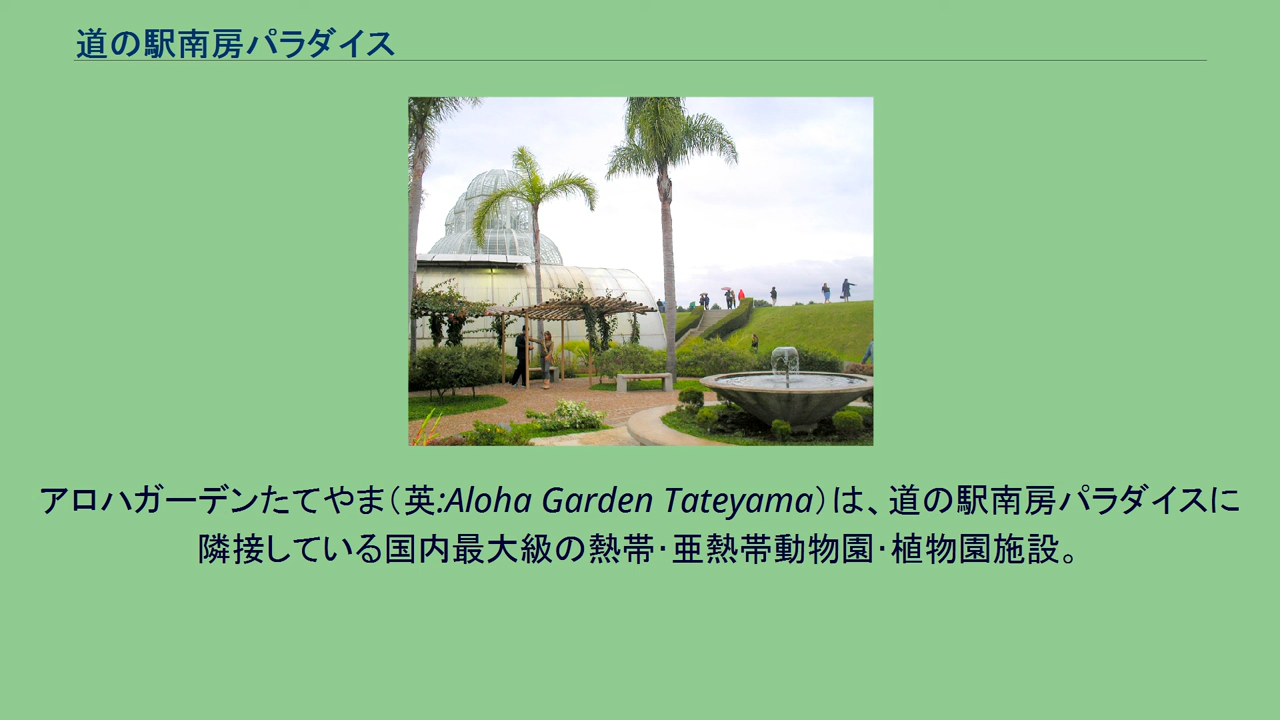 道の駅南房パラダイス
アロハガーデンたてやま（英:Aloha Garden Tateyama）は、道の駅南房パラダイスに
隣接している国内最大級の熱帯･亜熱帯動物園･植物園施設。